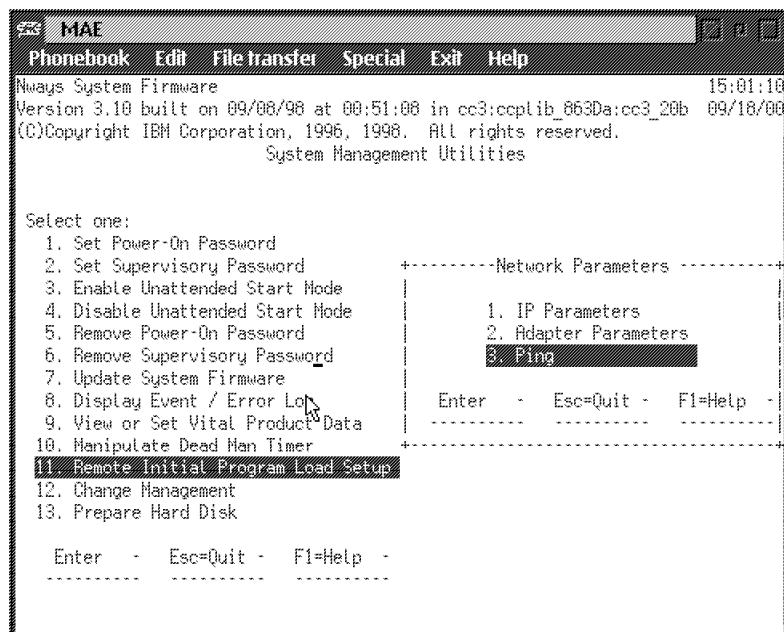 MAE
Phonebook Edit File transfer Special Exit Help
Nways System Firmware 15:01:10
Version 3.10 built on 09/08/98 at 00:51:08 in cc3:ccplib_863Da:cc3_20b 09/18/00
(C)Copyright IBM Corporation, 1996, 1998. All rights reserved.
System Management Utilities
Select one:
1. Set Power-On Password
2. Set Supervisory Password
3. Enable Unattended Start Mode
4. Disable Unattended Start Mode
5. Remove Power-On Password
6. Remove Supervisory Password
7. Update System Firmware
8. Display Event / Error Log
9. View or Set Vital Product Data
10. Manipulate Dead Man Timer
11. Remote Initial Program Load Setup
12. Change Management
13. Prepare Hard Disk
Enter - Esc=Quit - F1=Help -
Network Parameters
1. IP Parameters
2. Adapter Parameters
3. Ping
Enter - Esc=Quit - F1=Help -